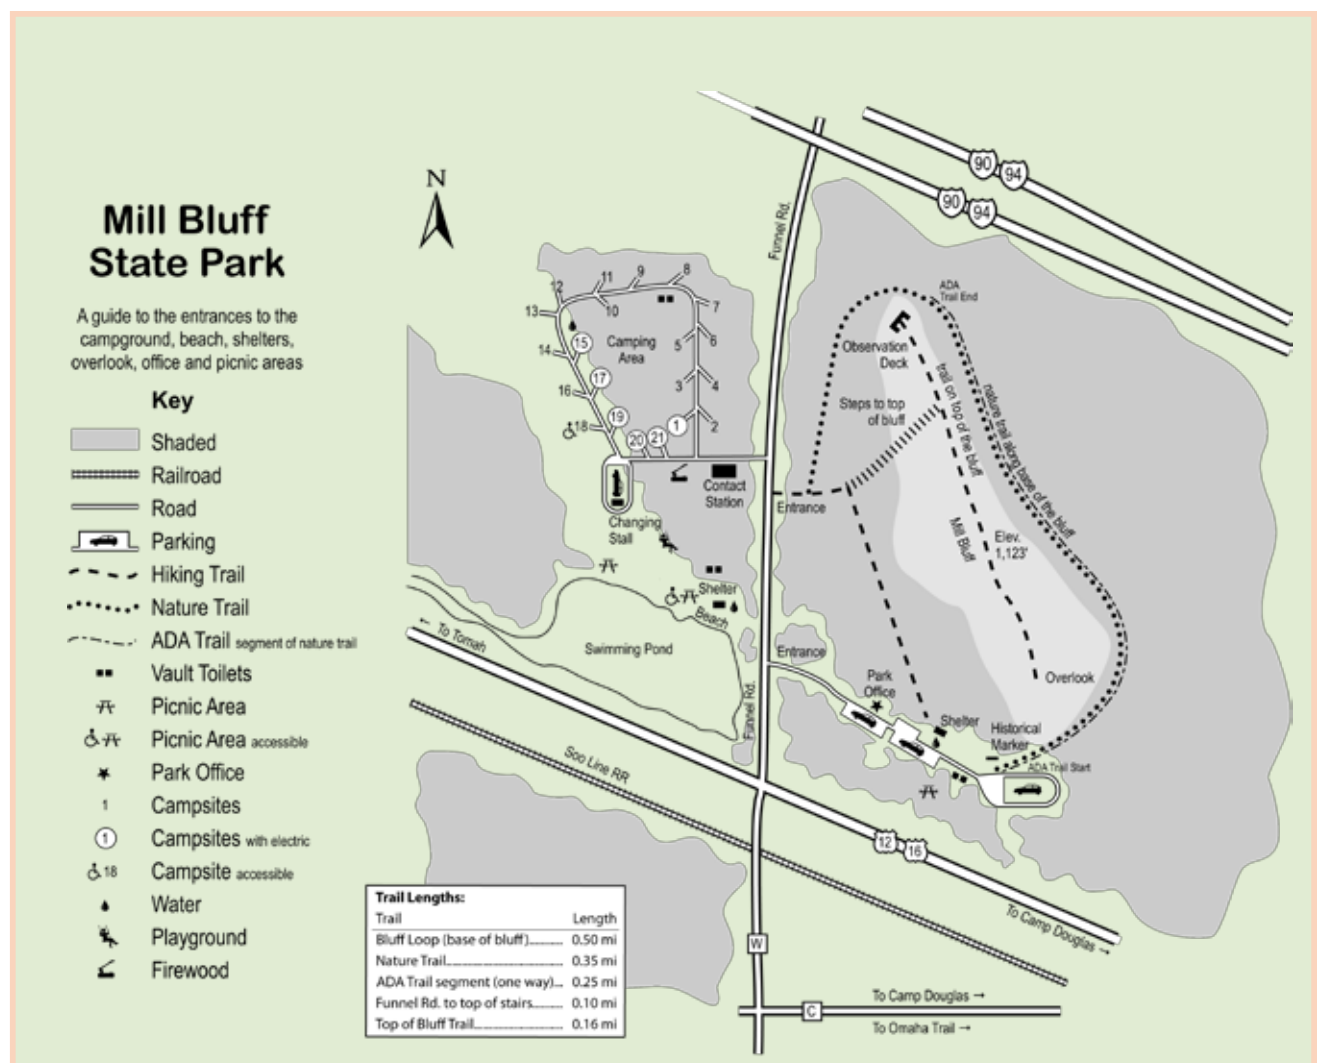 Mill Bluff
State Park
A guide to the entrances to the
campground, beach, shelters,
overlook, office and picnic areas
Key
Shaded
Railroad
Road
Parking
Hiking Trail
Nature Trail
ADA Trail segment of nature trail
Vault Toilets
Picnic Area
Picnic Area accessible
Park Office
1 Campsites
1 Campsites with electric
18 Campsite accessible
Water
Playground
Firewood
N
90
94
90
94
Funnel Rd.
12
11
9
8
13
10
7
15
Camping
Area
14
5
6
17
16
3
4
19
18
20
21
1
2
Contact
Station
Changing
Stall
Shelter
Beach
Swimming Pond
← To Tomah
Funnel Rd.
Soo Line RR
ADA
Trail End
E
Observation
Deck
Steps to top
of bluff
trail on top of the bluff
nature trail along base of the bluff
Entrance
Mill Bluff
Elev.
1,123'
Entrance
Park
Office
Overlook
Shelter
Historical
Marker
ADA Trail Start
12
16
To Camp Douglas →
W
C
To Camp Douglas →
To Omaha Trail →
Trail Lengths:
Trail Length
Bluff Loop (base of bluff)......... 0.50 mi
Nature Trail............................... 0.35 mi
ADA Trail segment (one way)... 0.25 mi
Funnel Rd. to top of stairs......... 0.10 mi
Top of Bluff Trail........................ 0.16 mi